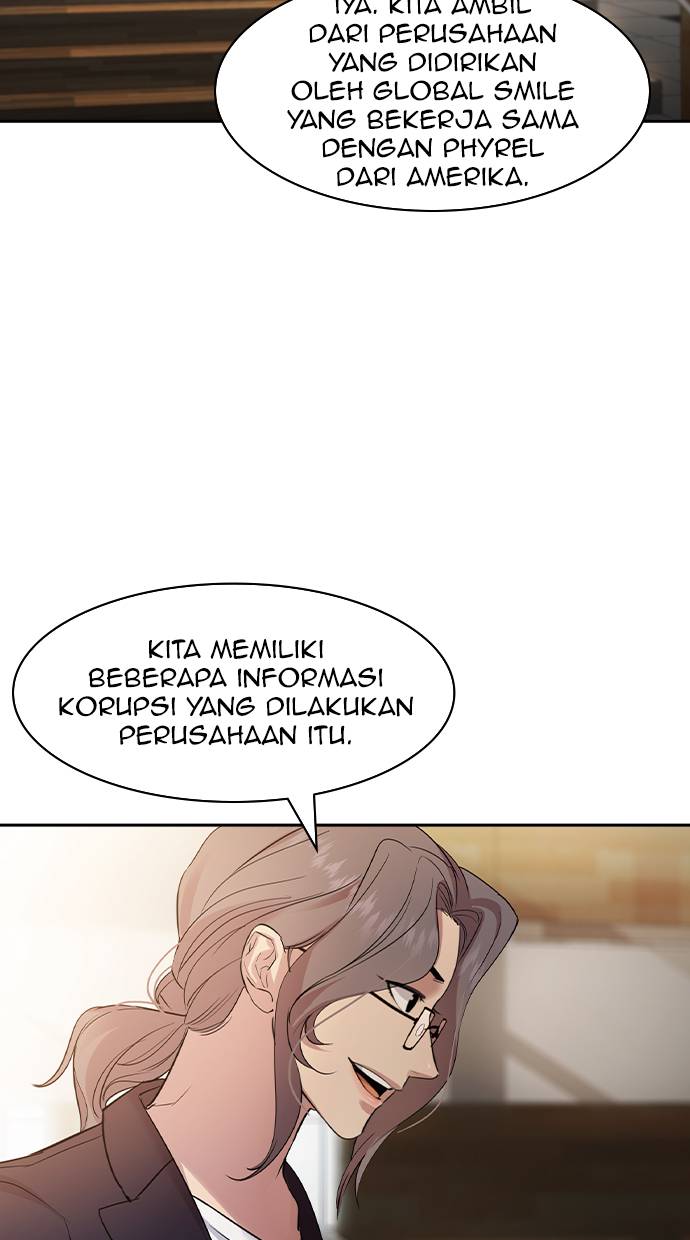 IYA. KITA AMBIL
DARI PERUSAHAAN
YANG DIDIRIKAN
OLEH GLOBAL SMILE
YANG BEKERJA SAMA
DENGAN PHYREL
DARI AMERIKA.
KITA MEMILIKI
BEBERAPA INFORMASI
KORUPSI YANG DILAKUKAN
PERUSAHAAN ITU.